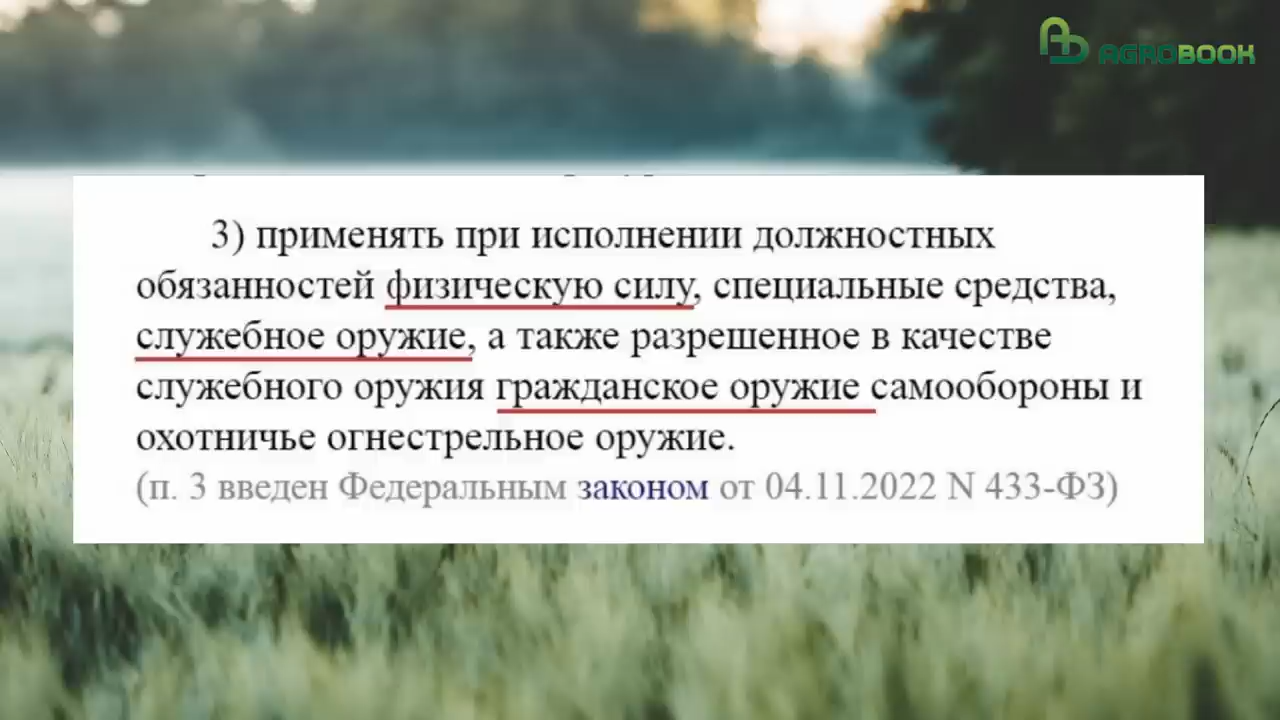 AGROBOOK
3) применять при исполнении должностных
обязанностей физическую силу, специальные средства,
служебное оружие, а также разрешенное в качестве
служебного оружия гражданское оружие самообороны и
охотничье огнестрельное оружие.
(п. 3 введен Федеральным законом от 04.11.2022 N 433-ФЗ)